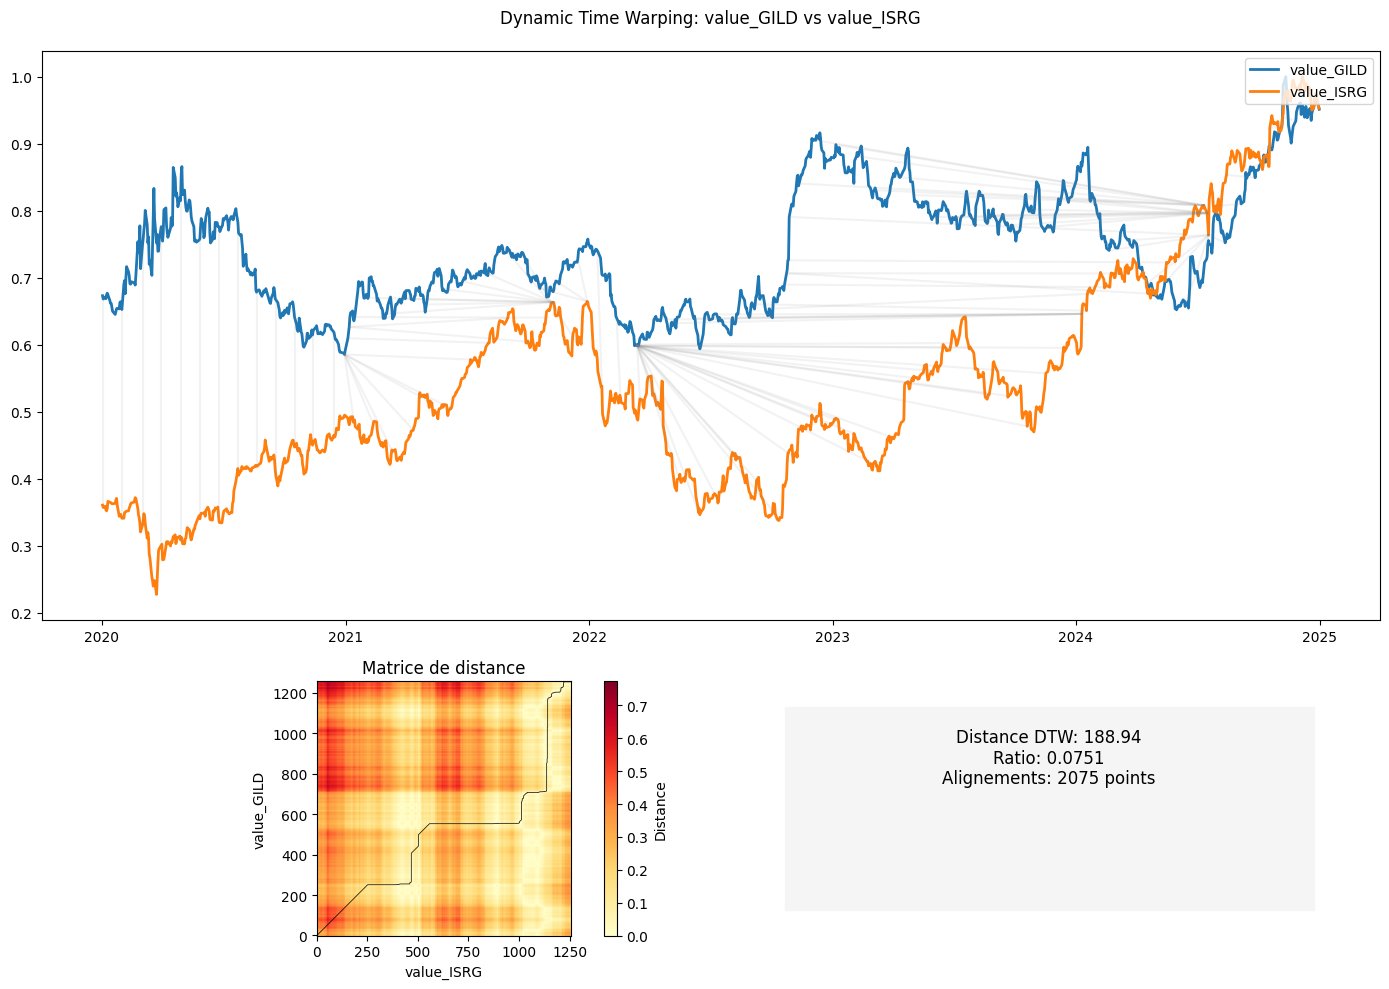 Dynamic Time Warping: value_GILD vs value_ISRG
1.0
0.9
0.8
0.7
0.6
0.5
0.4
0.3
0.2
value_GILD
value_ISRG
2020 2021 2022 2023 2024 2025
Matrice de distance
value_GILD
1200
1000
800
600
400
200
0
0 250 500 750 1000 1250
value_ISRG
0.7
0.6
0.5
0.4
0.3
0.2
0.1
0.0
Distance
Distance DTW: 188.94
Ratio: 0.0751
Alignements: 2075 points